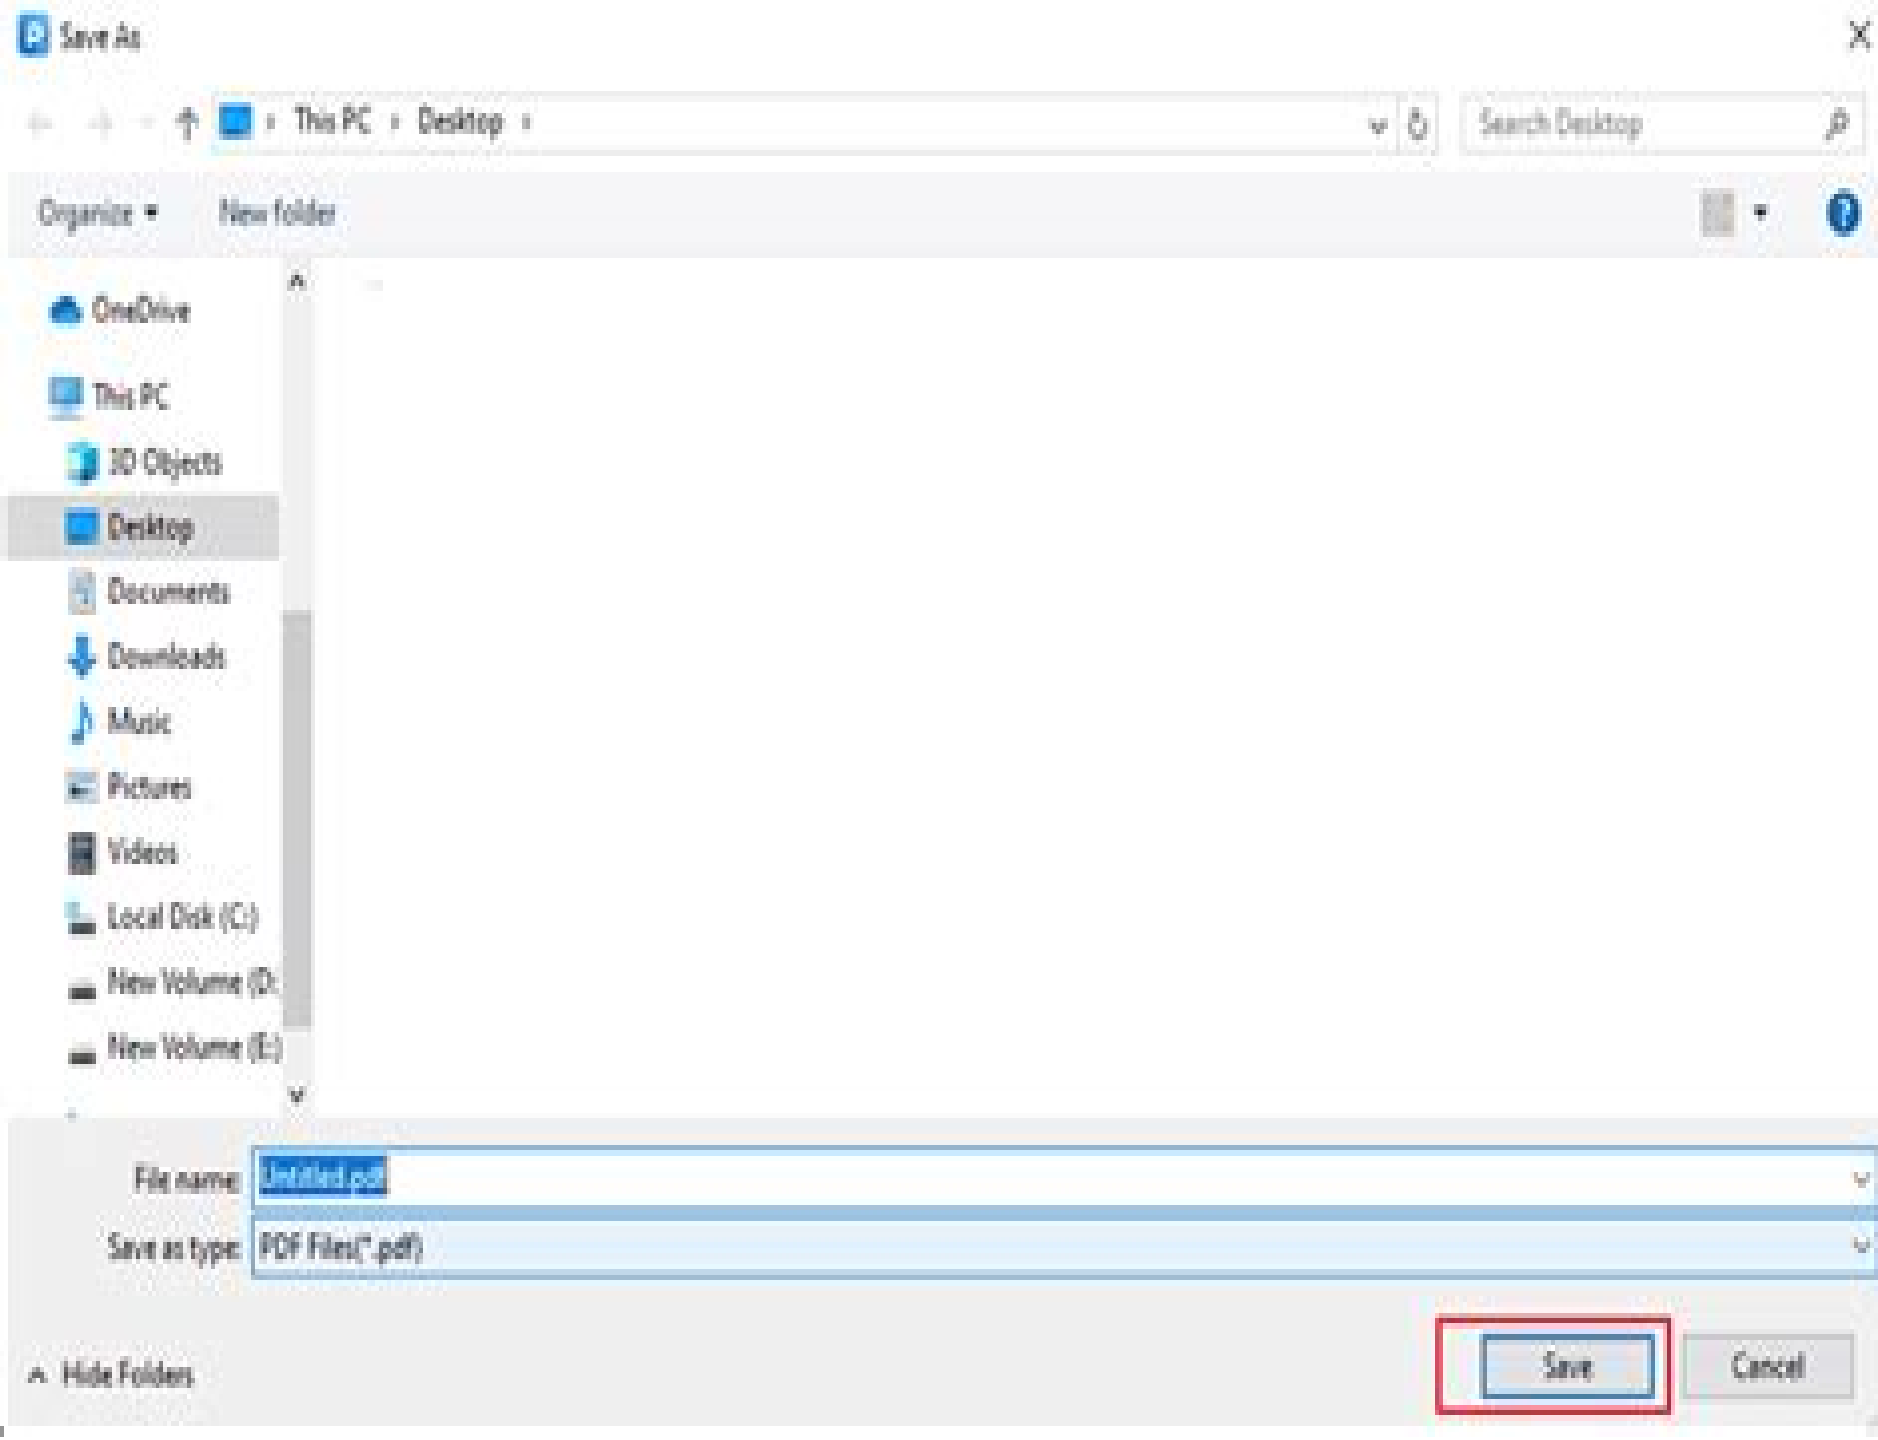 Save As
This PC › Desktop ›
Search Desktop
Organize
New folder
OneDrive
This PC
3D Objects
Desktop
Documents
Downloads
Music
Pictures
Videos
Local Disk (C:)
New Volume (D:
New Volume (E:)
File name:
Untitled.pdf
Save as type:
PDF Files(*.pdf)
Hide Folders
Save
Cancel